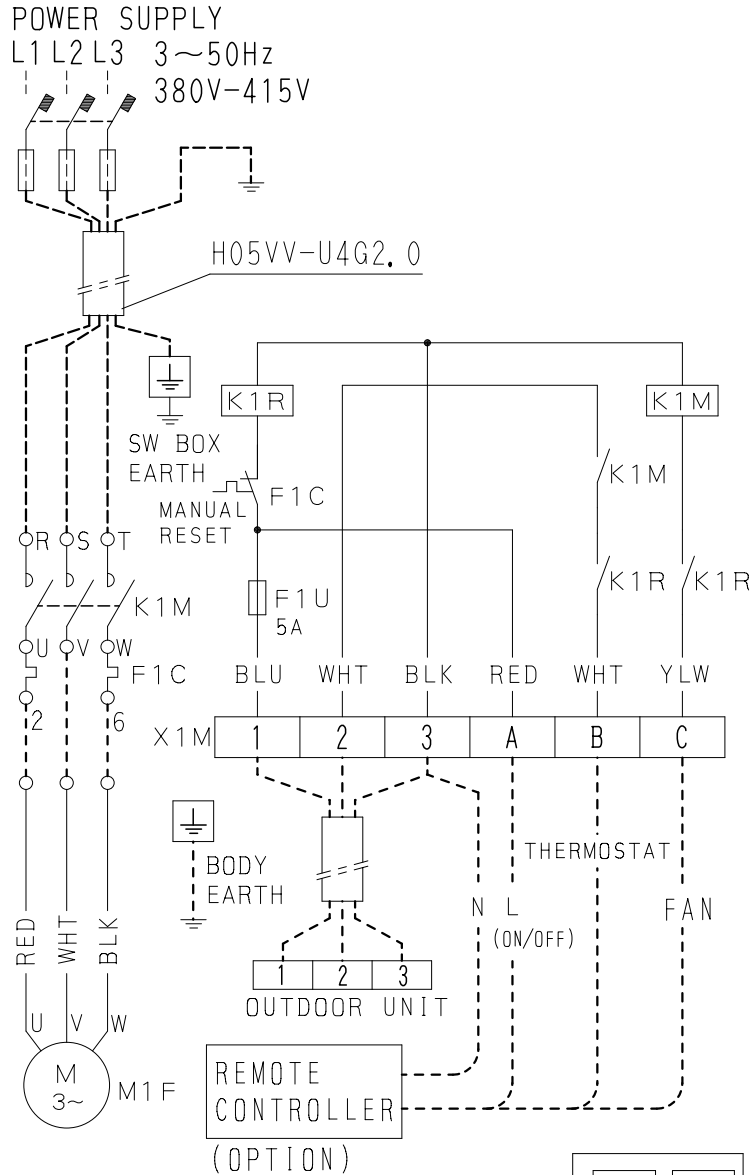 POWER SUPPLY
L1 L2 L3 3～50Hz
380V-415V
H05VV-U4G2.0
K1R
K1M
SW BOX
EARTH
MANUAL
RESET
F1C
K1M
R S T
K1M
K1R
K1R
F1U
5A
U V W
F1C
BLU WHT BLK RED WHT YLW
2 6
X1M 1 2 3 A B C
BODY
EARTH
THERMOSTAT
N L
(ON/OFF)
FAN
RED WHT BLK
1 2 3
OUTDOOR UNIT
U V W
M
3~
M1F
REMOTE
CONTROLLER
(OPTION)